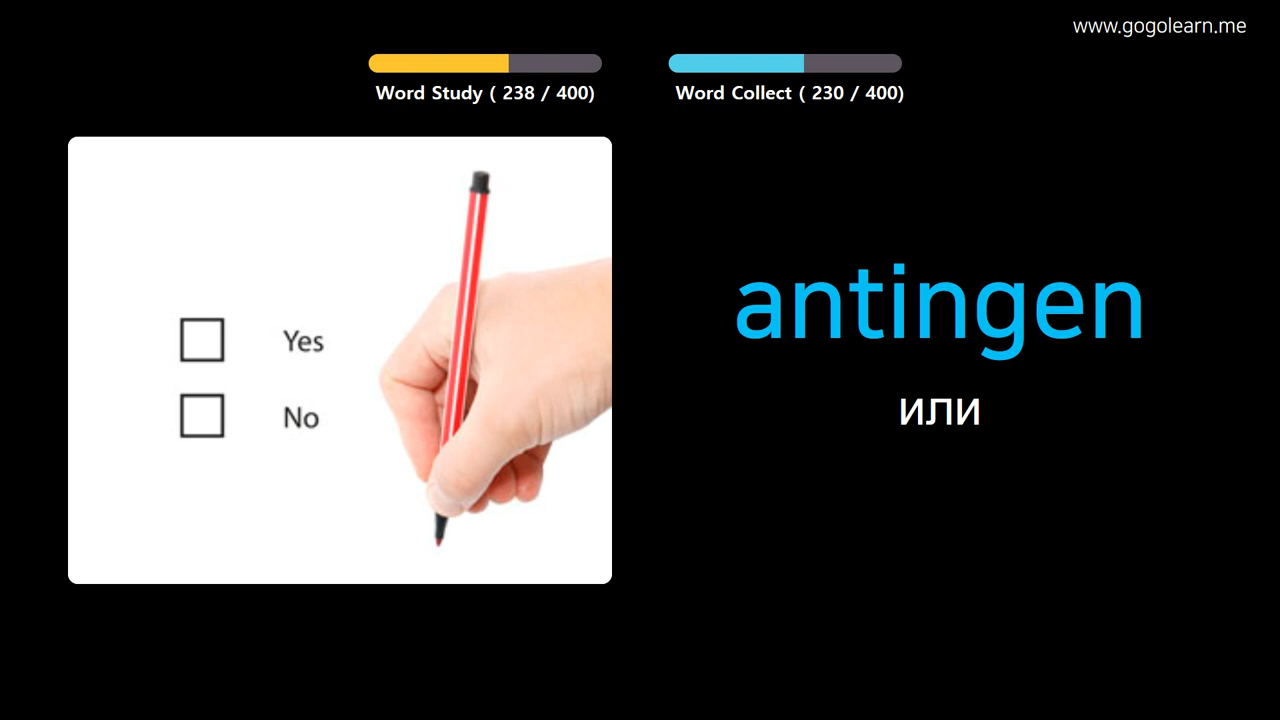 www.gogolearn.me
Word Study ( 238 / 400)
Word Collect ( 230 / 400)
Yes
No
antingen
или